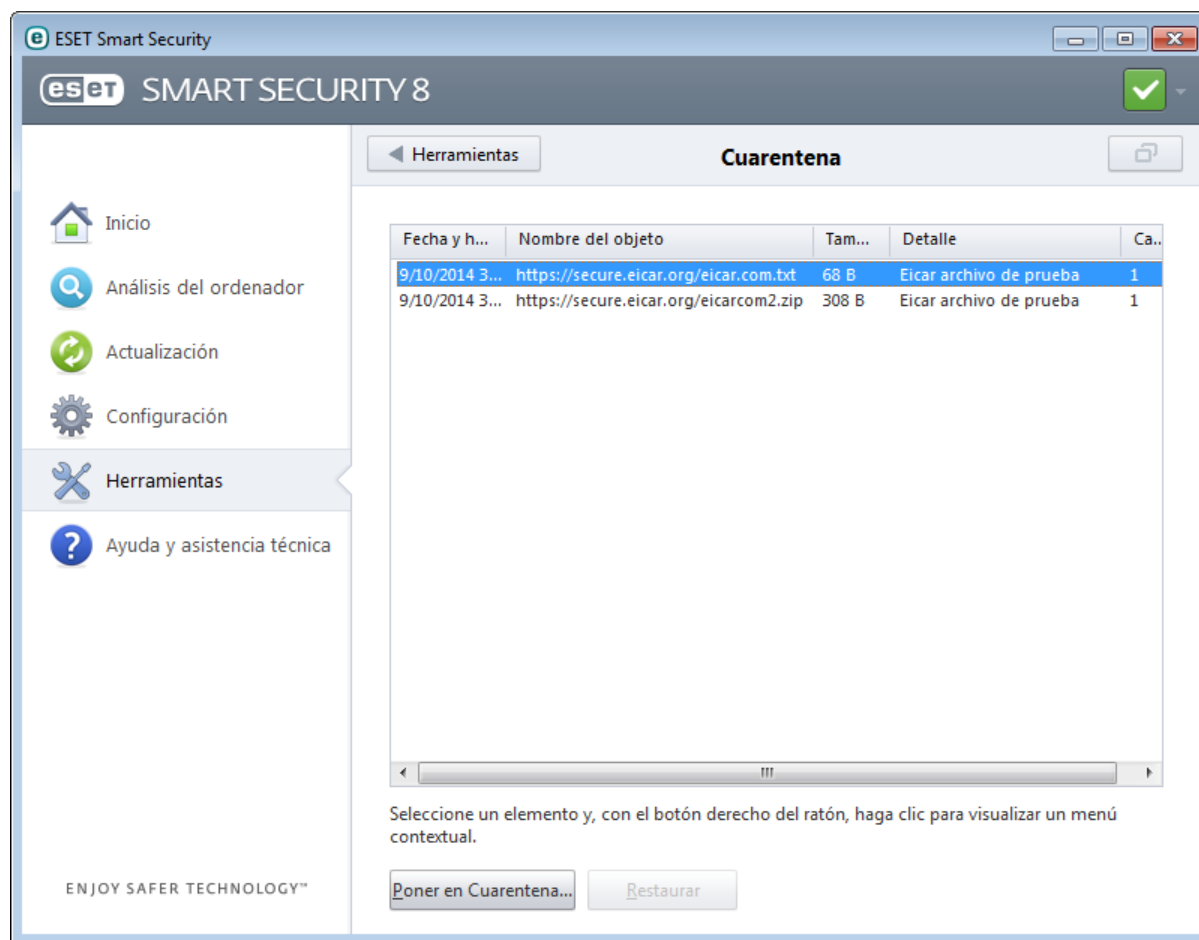 ESET Smart Security
eset SMART SECURITY 8
Herramientas
Cuarentena
Inicio
Análisis del ordenador
Actualización
Configuración
Herramientas
Ayuda y asistencia técnica
ENJOY SAFER TECHNOLOGY™
Fecha y h... Nombre del objeto Tam... Detalle Ca..
9/10/2014 3... https://secure.eicar.org/eicar.com.txt 68 B Eicar archivo de prueba 1
9/10/2014 3... https://secure.eicar.org/eicarcom2.zip 308 B Eicar archivo de prueba 1
Seleccione un elemento y, con el botón derecho del ratón, haga clic para visualizar un menú
contextual.
Poner en Cuarentena... Restaurar